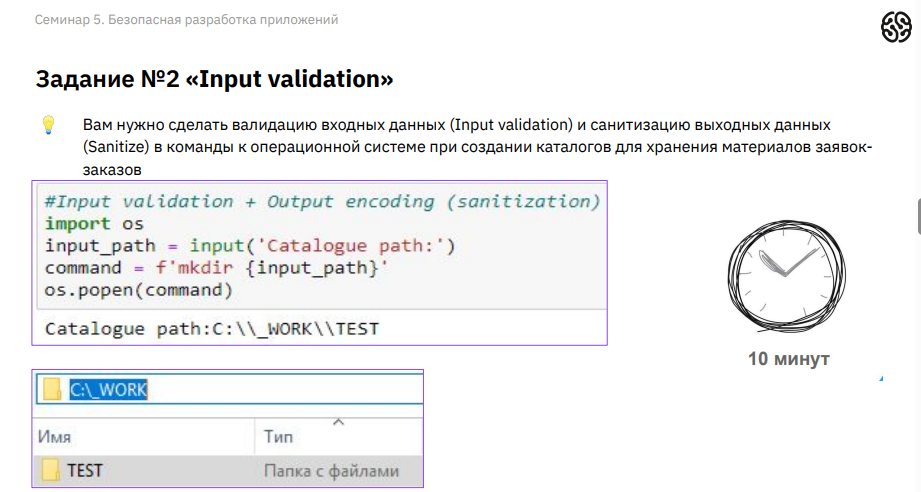 Семинар 5. Безопасная разработка приложений
Задание №2 «Input validation»
Вам нужно сделать валидацию входных данных (Input validation) и санитизацию выходных данных
(Sanitize) в команды к операционной системе при создании каталогов для хранения материалов заявок-
заказов
#Input validation + Output encoding (sanitization)
import os
input_path = input('Catalogue path:')
command = f'mkdir {input_path}'
os.popen(command)
Catalogue path:C:\\_WORK\\TEST
10 минут
C:\_WORK
Имя Тип
TEST Папка с файлами